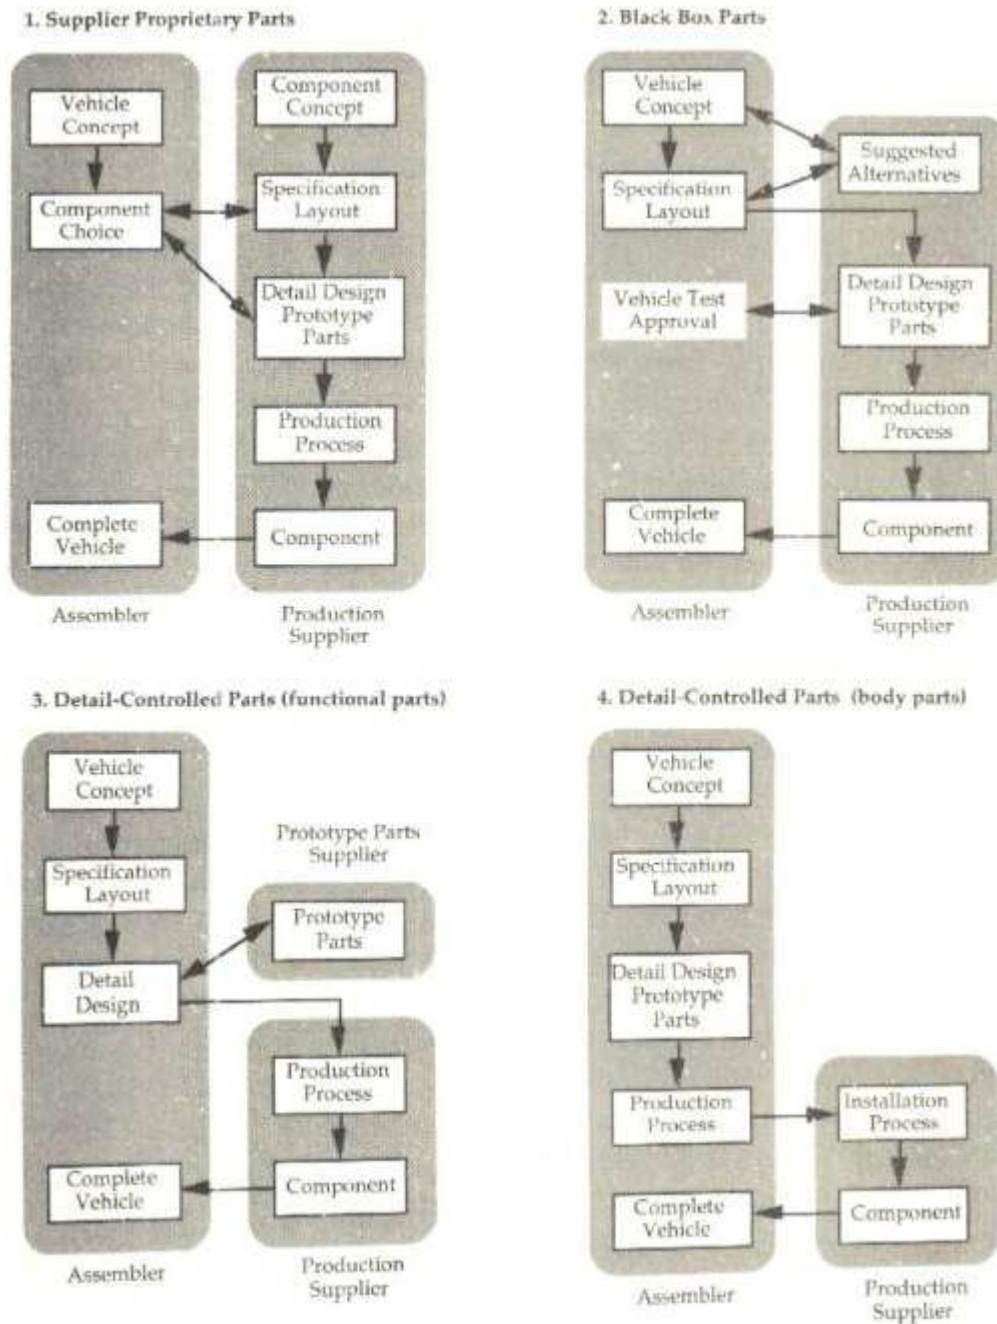 1. Supplier Proprietary Parts
Vehicle
Concept
Component
Choice
Complete
Vehicle
Assembler
Component
Concept
Specification
Layout
Detail Design
Prototype
Parts
Production
Process
Component
Production
Supplier
2. Black Box Parts
Vehicle
Concept
Specification
Layout
Vehicle Test
Approval
Complete
Vehicle
Assembler
Suggested
Alternatives
Detail Design
Prototype
Parts
Production
Process
Component
Production
Supplier
3. Detail-Controlled Parts (functional parts)
Vehicle
Concept
Specification
Layout
Detail
Design
Complete
Vehicle
Assembler
Prototype Parts
Supplier
Prototype
Parts
Production
Process
Component
Production
Supplier
4. Detail-Controlled Parts (body parts)
Vehicle
Concept
Specification
Layout
Detail Design
Prototype
Parts
Production
Process
Complete
Vehicle
Assembler
Installation
Process
Component
Production
Supplier